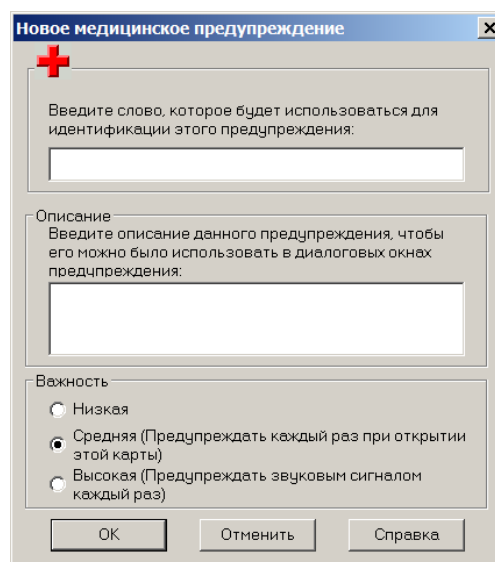 Новое медицинское предупреждение
Введите слово, которое будет использоваться для
идентификации этого предупреждения:
Описание
Введите описание данного предупреждения, чтобы
его можно было использовать в диалоговых окнах
предупреждения:
Важность
Низкая
Средняя (Предупреждать каждый раз при открытии
этой карты)
Высокая (Предупреждать звуковым сигналом
каждый раз)
OK
Отменить
Справка